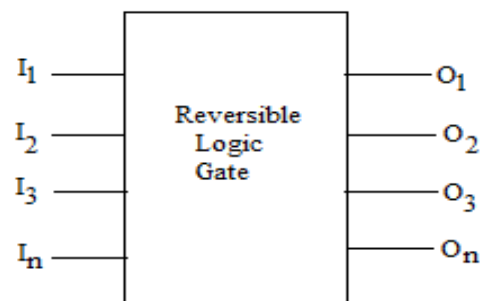 I1
I2
I3
In
Reversible
Logic
Gate
O1
O2
O3
On